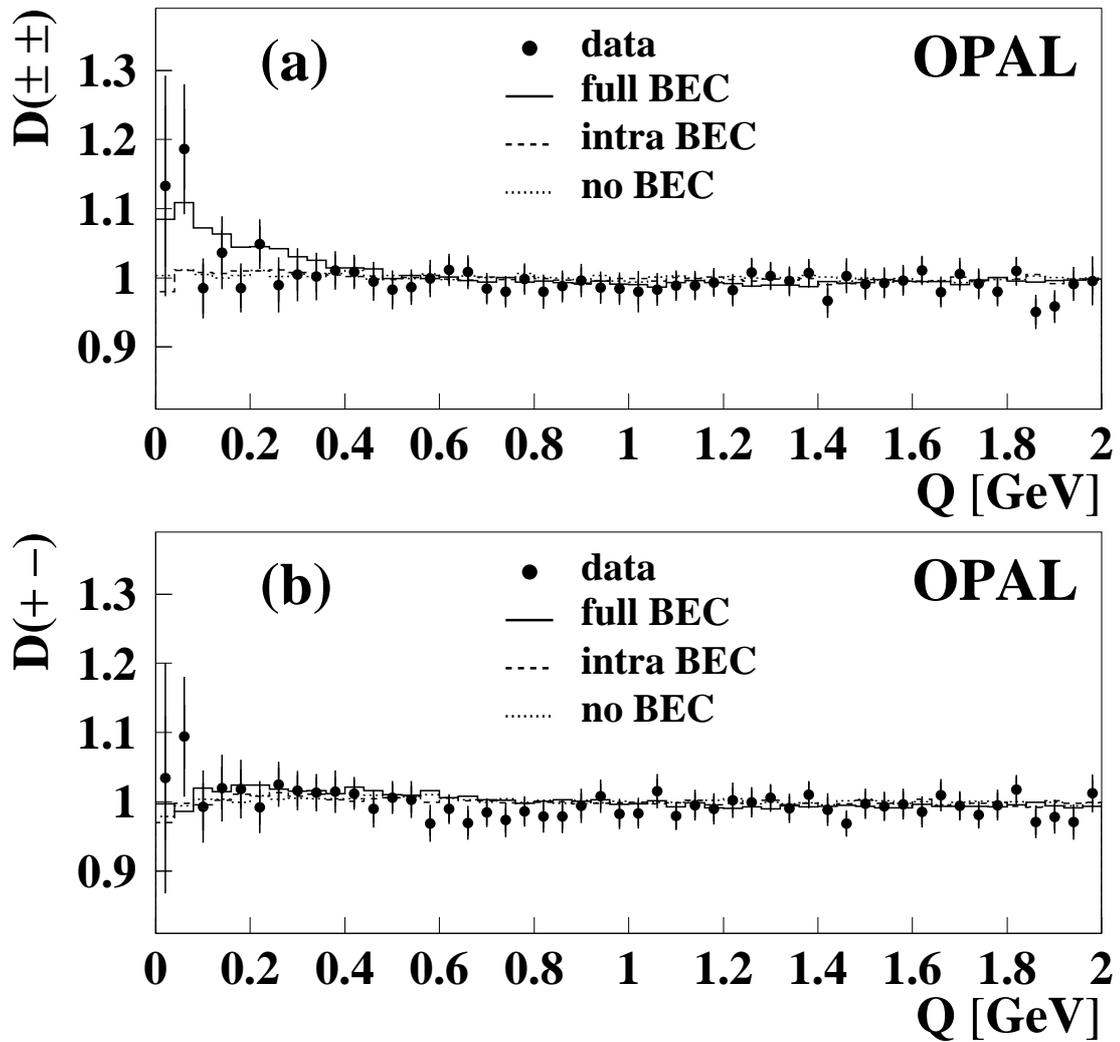 D(± ±)
(a)
data
full BEC
intra BEC
no BEC
OPAL
1.3
1.2
1.1
1
0.9
0 0.2 0.4 0.6 0.8 1 1.2 1.4 1.6 1.8 2
Q [GeV]
D(+ −)
(b)
data
full BEC
intra BEC
no BEC
OPAL
1.3
1.2
1.1
1
0.9
0 0.2 0.4 0.6 0.8 1 1.2 1.4 1.6 1.8 2
Q [GeV]